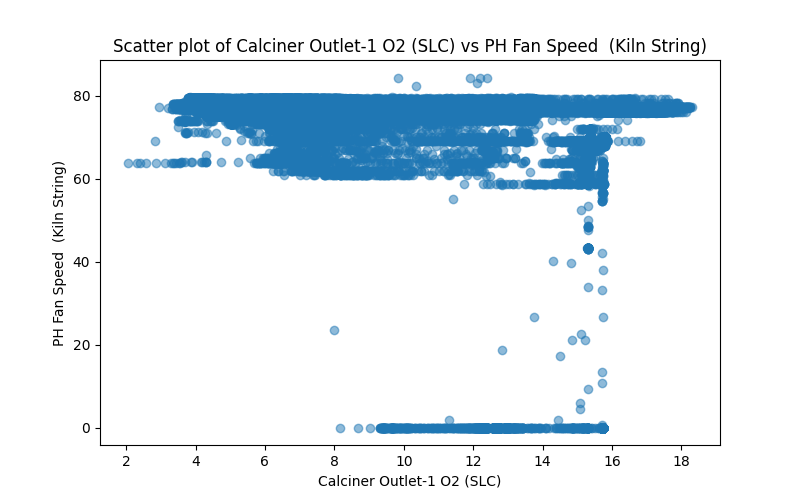 Scatter plot of Calciner Outlet-1 O2 (SLC) vs PH Fan Speed  (Kiln String)
PH Fan Speed  (Kiln String)
80
60
40
20
0
2 4 6 8 10 12 14 16 18
Calciner Outlet-1 O2 (SLC)